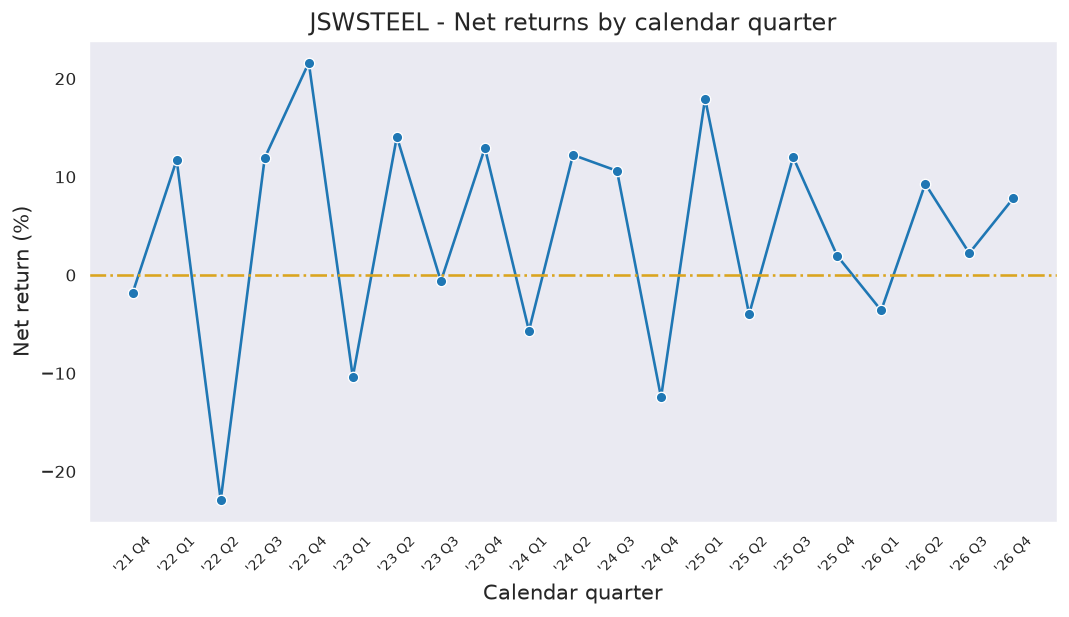 JSWSTEEL - Net returns by calendar quarter
Net return (%)
20
10
0
−10
−20
'21 Q4
'22 Q1
'22 Q2
'22 Q3
'22 Q4
'23 Q1
'23 Q2
'23 Q3
'23 Q4
'24 Q1
'24 Q2
'24 Q3
'24 Q4
'25 Q1
'25 Q2
'25 Q3
'25 Q4
'26 Q1
'26 Q2
'26 Q3
'26 Q4
Calendar quarter